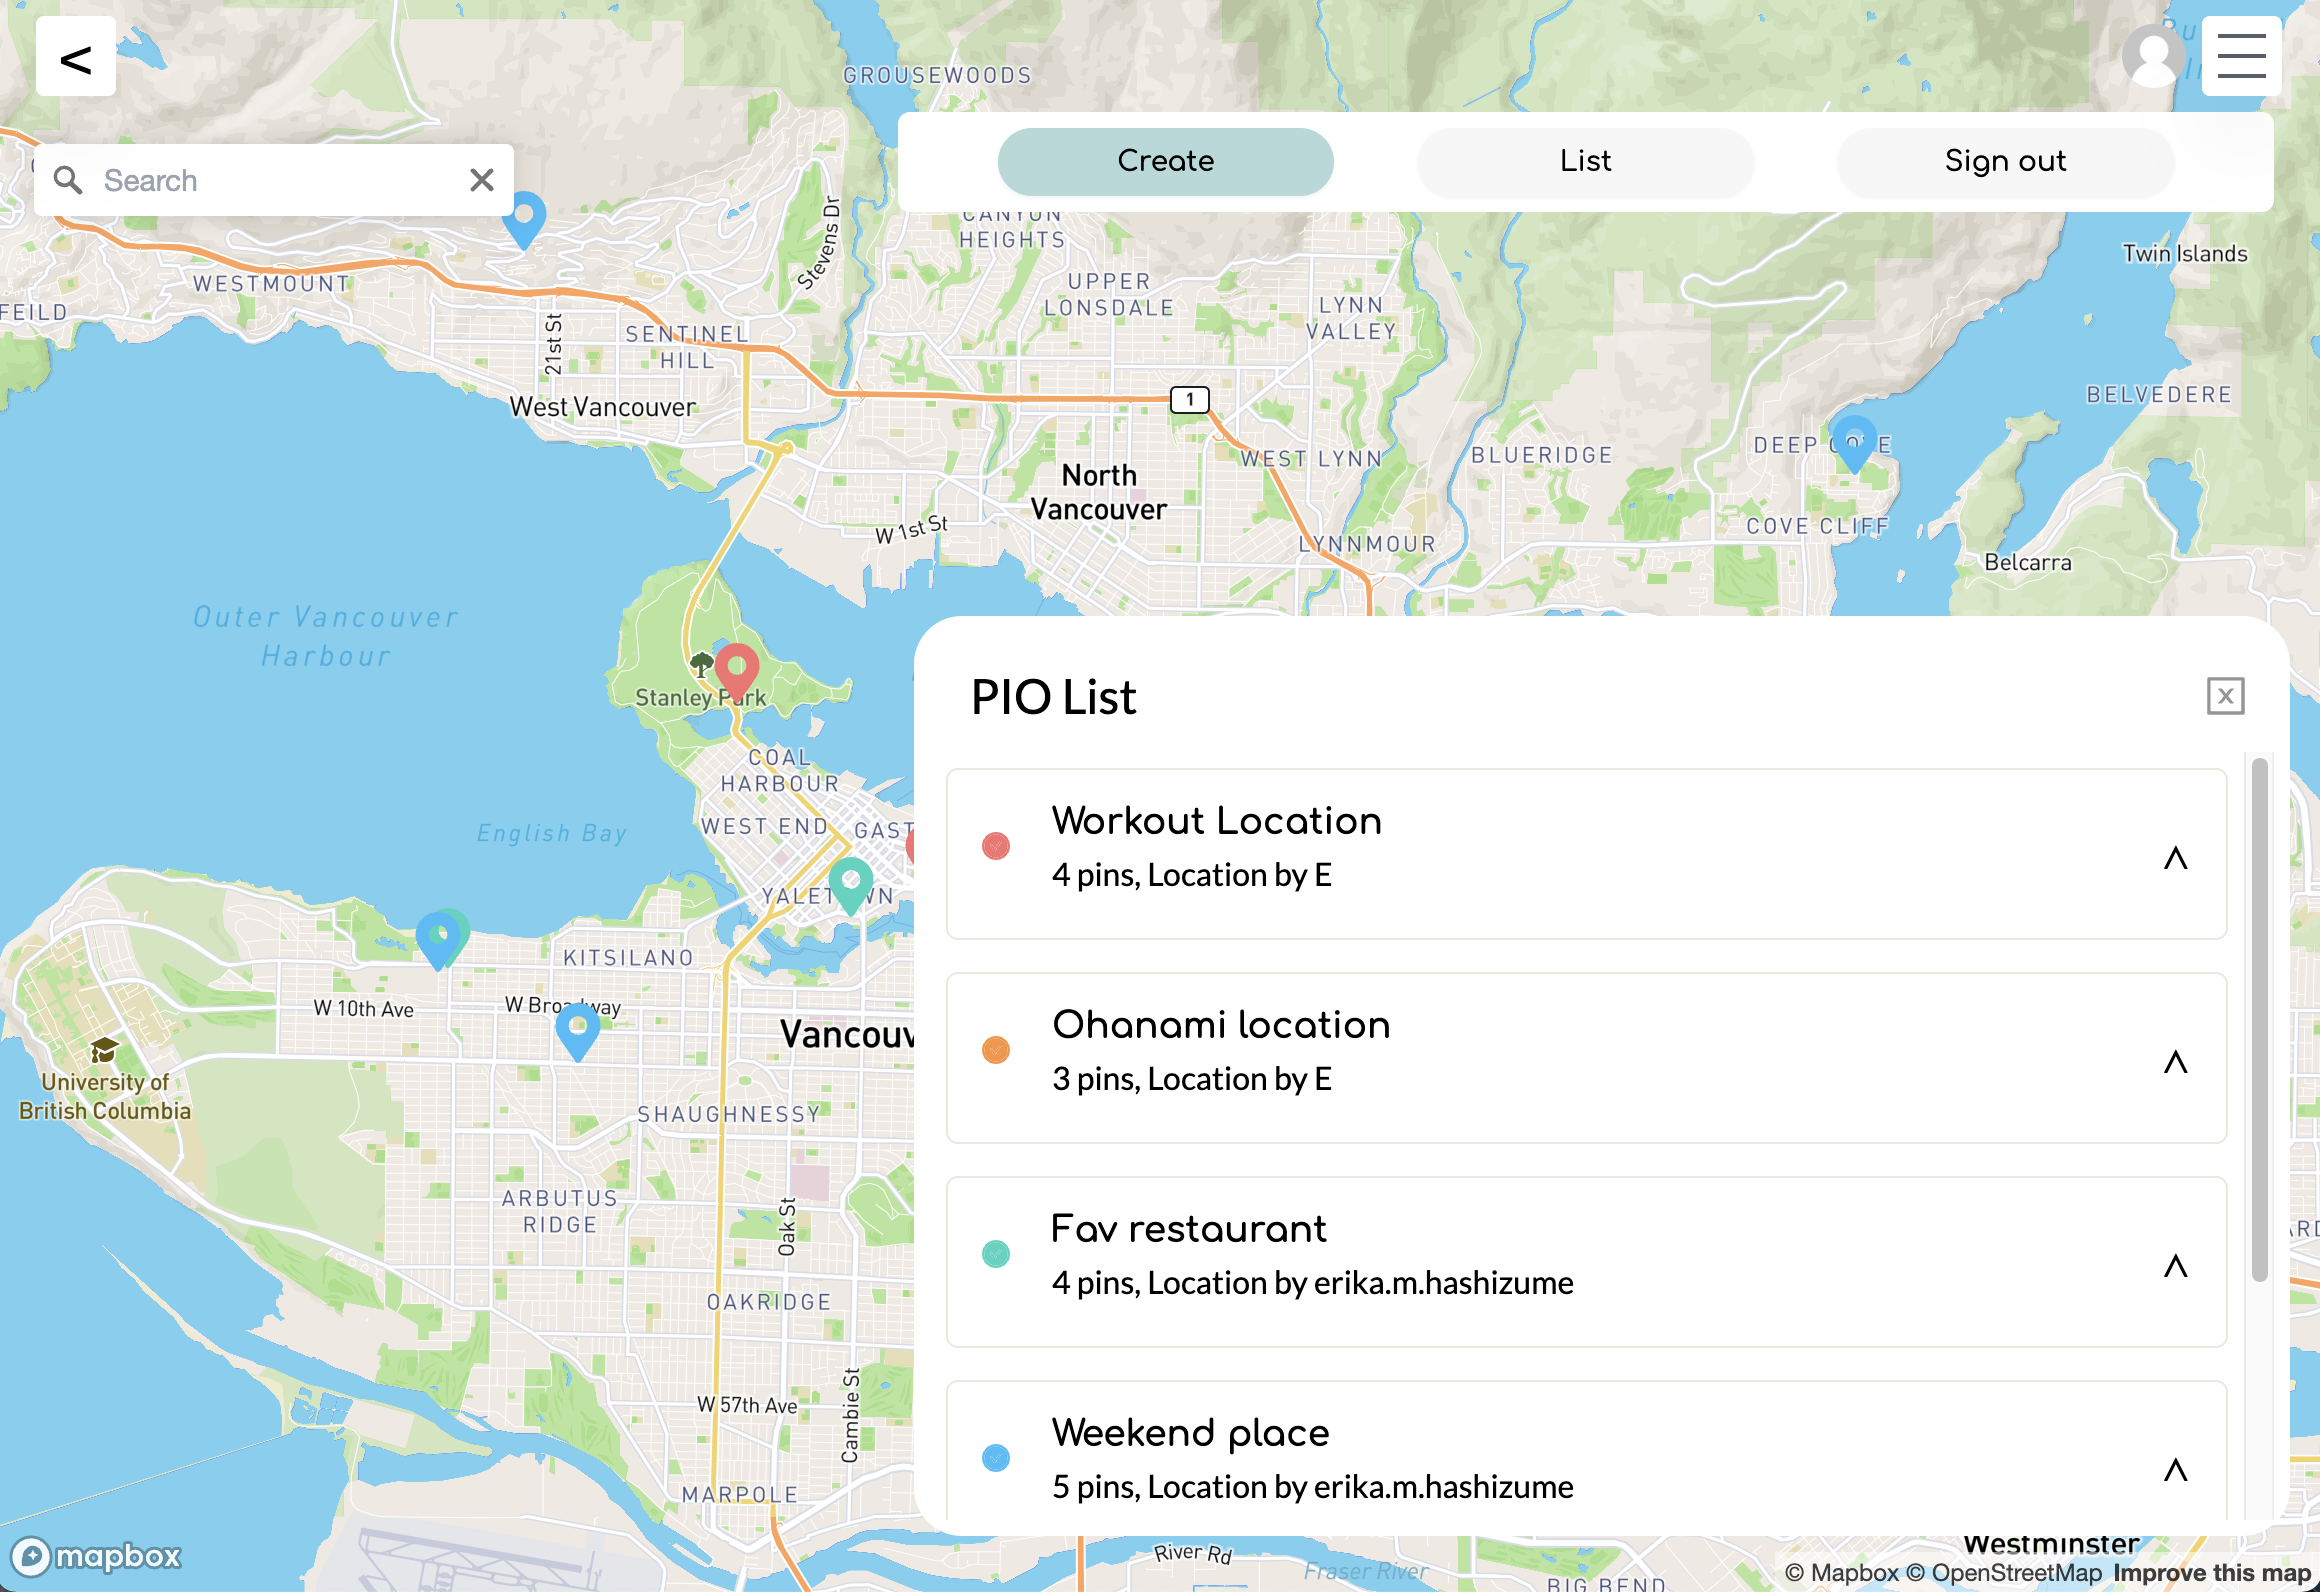 <
GROUSEWOODS
Create
List
Sign out
Search
CANYON
HEIGHTS
Stevens Dr
Twin Islands
WESTMOUNT
UPPER
LONSDALE
FEILD
LYNN
VALLEY
21st St
SENTINEL
HILL
West Vancouver
1
BELVEDERE
DEEP COVE
WEST LYNN
BLUERIDGE
North
Vancouver
W 1st St
COVE CLIFF
LYNNMOUR
Belcarra
Outer Vancouver
Harbour
Stanley Park
PIO List
X
COAL
HARBOUR
WEST END
GAST
English Bay
Workout Location
4 pins, Location by E
YALETOWN
KITSILANO
W 10th Ave
W Broadway
Vancouv
Ohanami location
3 pins, Location by E
University of
British Columbia
SHAUGHNESSY
ARBUTUS
RIDGE
Oak St
Fav restaurant
4 pins, Location by erika.m.hashizume
OAKRIDGE
W 57th Ave
Cambie St
Weekend place
5 pins, Location by erika.m.hashizume
MARPOLE
mapbox
River Rd
Fraser River
BIG BEND
Westminster
© Mapbox © OpenStreetMap Improve this map